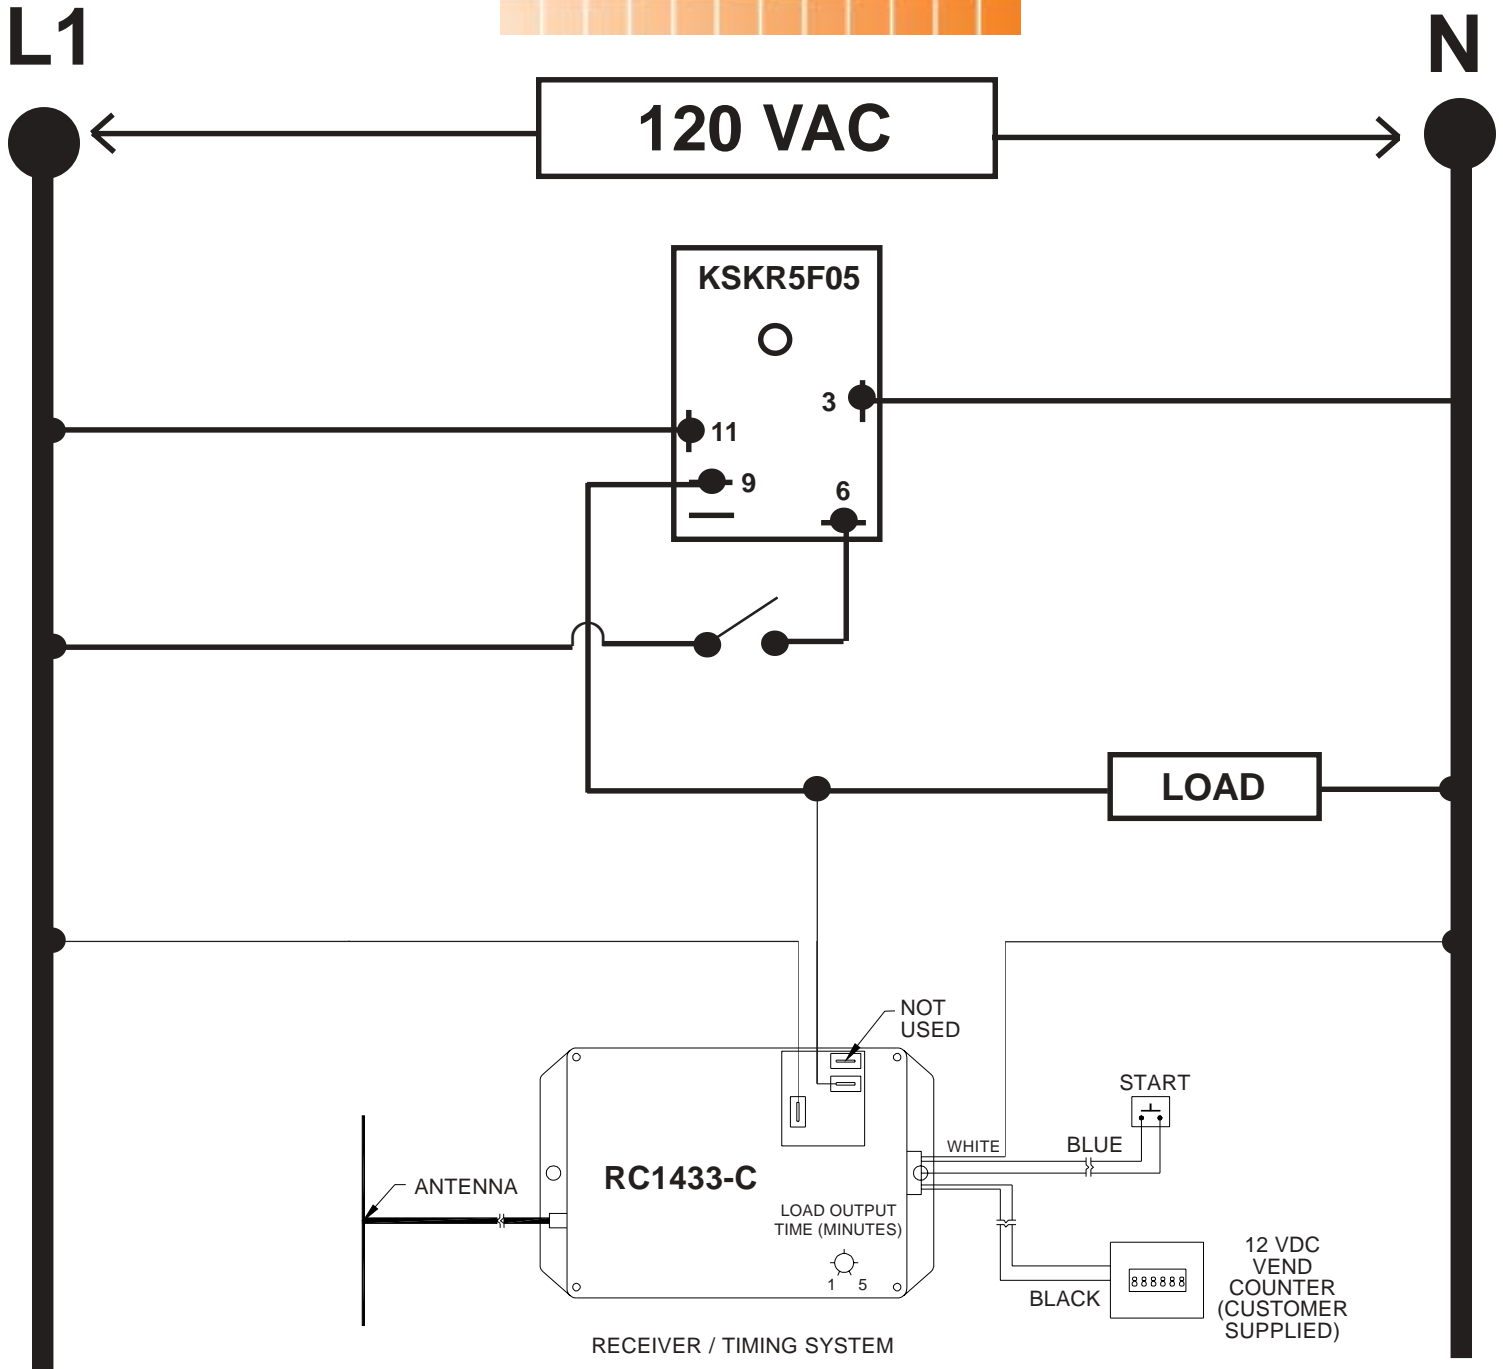 L1
N
120 VAC
KSKR5F05
3
11
9
6
LOAD
NOT
USED
START
WHITE
BLUE
RC1433-C
ANTENNA
LOAD OUTPUT
TIME (MINUTES)
1 5
BLACK
888888
12 VDC
VEND
COUNTER
(CUSTOMER
SUPPLIED)
RECEIVER / TIMING SYSTEM